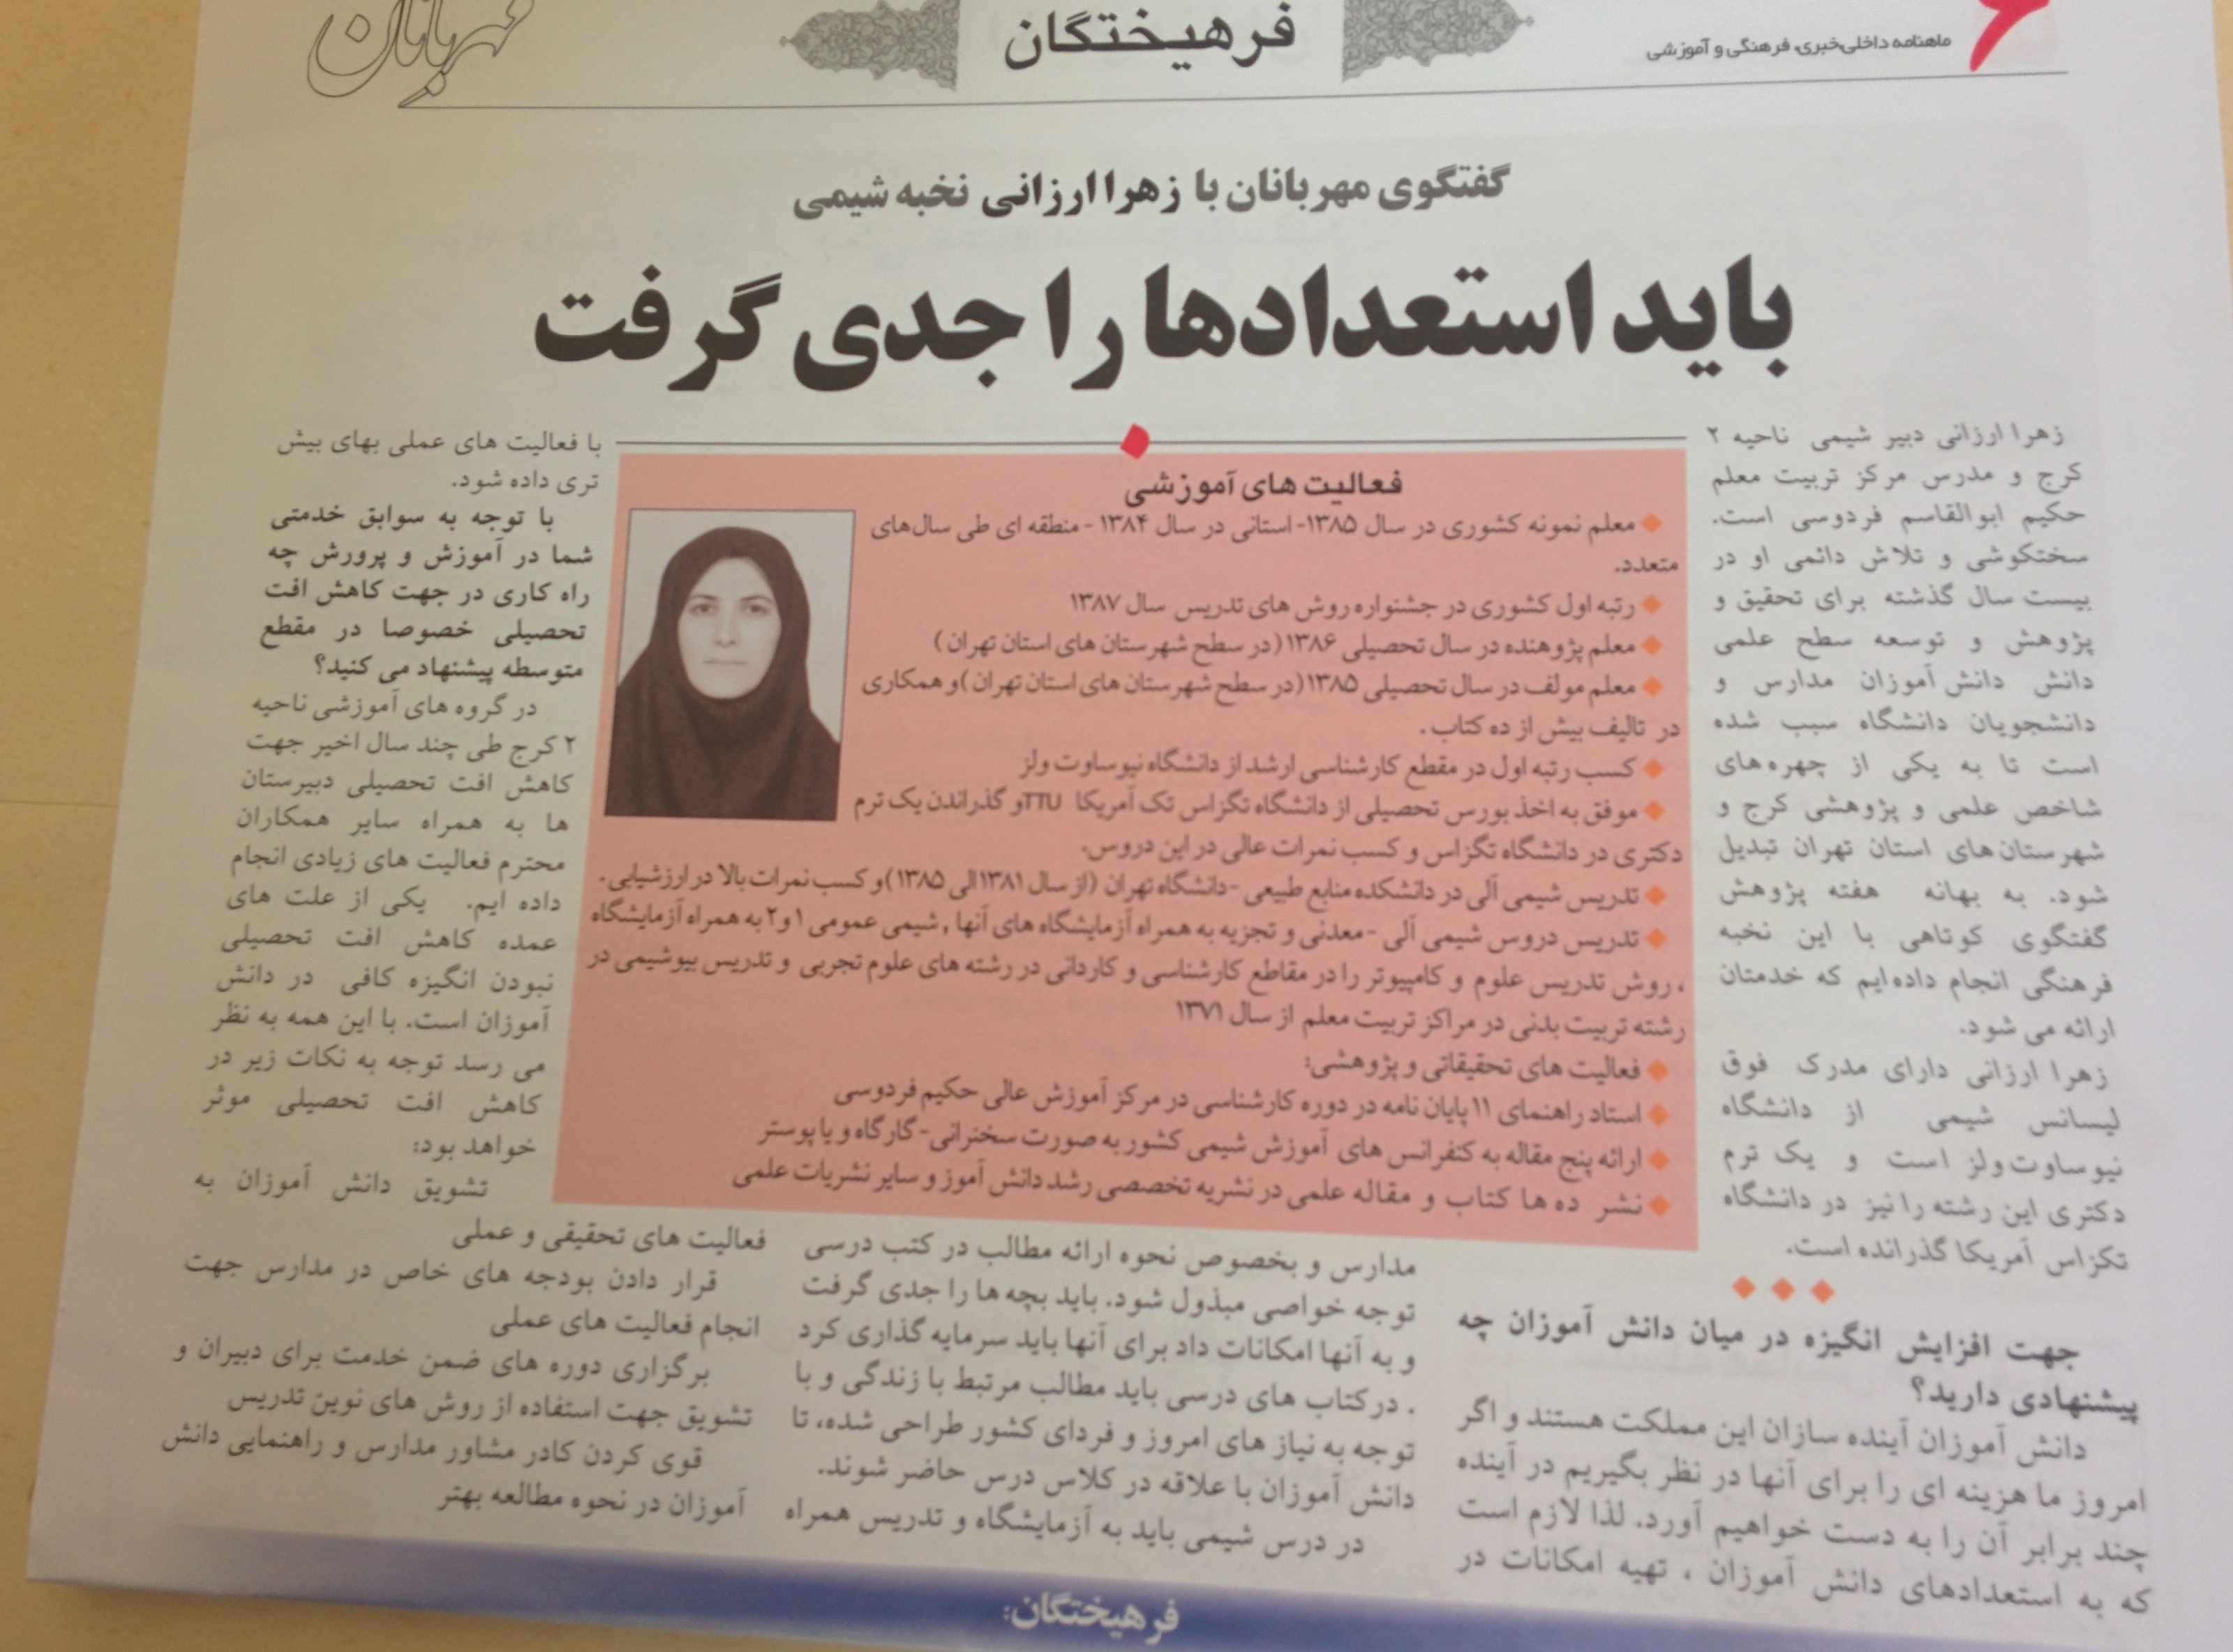 ۶
ماهنامه داخلی،خبری، فرهنگی و آموزشی
فرهیختگان
مهربانان
گفتگوی مهربانان با زهرا ارزانی نخبه شیمی
باید استعدادها را جدی گرفت
زهرا ارزانی دبیر شیمی ناحیه ۲
کرج و مدرس مرکز تربیت معلم
حکیم ابوالقاسم فردوسی است.
سختکوشی و تلاش دائمی او در
بیست سال گذشته برای تحقیق و
پژوهش و توسعه سطح علمی
دانش دانش‌آموزان مدارس و
دانشجویان دانشگاه سبب شده
است تا به یکی از چهره‌های
شاخص علمی و پژوهشی کرج و
شهرستان‌های استان تهران تبدیل
شود. به بهانه هفته پژوهش
گفتگوی کوتاهی با این نخبه
فرهنگی انجام داده‌ایم که خدمتان
ارائه می شود.
زهرا ارزانی دارای مدرک فوق
لیسانس شیمی از دانشگاه
نیوساوت‌ولز است و یک ترم
دکتری این رشته را نیز در دانشگاه
تکزاس آمریکا گذرانده است.
جهت افزایش انگیزه در میان دانش آموزان چه
پیشنهادی دارید؟
دانش آموزان آینده سازان این مملکت هستند و اگر
امروز ما هزینه ای را برای آنها در نظر بگیریم در آینده
چند برابر آن را به دست خواهیم آورد. لذا لازم است
که به استعدادهای دانش آموزان ، تهیه امکانات در
فعالیت های آموزشی
معلم نمونه کشوری در سال ۱۳۸۵- استانی در سال ۱۳۸۴ - منطقه ای طی سال‌های
متعدد.
رتبه اول کشوری در جشنواره روش های تدریس سال ۱۳۸۷
معلم پژوهنده در سال تحصیلی ۱۳۸۶(در سطح شهرستان های استان تهران )
معلم مولف در سال تحصیلی ۱۳۸۵(در سطح شهرستان های استان تهران )و همکاری
در تالیف بیش از ده کتاب .
کسب رتبه اول در مقطع کارشناسی ارشد از دانشگاه نیوساوت ولز
موفق به اخذ بورس تحصیلی از دانشگاه تگزاس تک آمریکا TTUو گذراندن یک ترم
دکتری در دانشگاه تگزاس و کسب نمرات عالی در این دروس.
تدریس شیمی آلی در دانشکده منابع طبیعی -دانشگاه تهران (از سال ۱۳۸۱الی ۱۳۸۵)و کسب نمرات بالا در ارزشیابی.
تدریس دروس شیمی آلی -معدنی و تجزیه به همراه آزمایشگاه های آنها , شیمی عمومی ۱و۲ به همراه آزمایشگاه
، روش تدریس علوم و کامپیوتر را در مقاطع کارشناسی و کاردانی در رشته های علوم تجربی و تدریس بیوشیمی در
رشته تربیت بدنی در مراکز تربیت معلم از سال ۱۳۷۱
فعالیت های تحقیقاتی و پژوهشی:
استاد راهنمای ۱۱ پایان نامه در دوره کارشناسی در مرکز آموزش عالی حکیم فردوسی
ارائه پنج مقاله به کنفرانس های آموزش شیمی کشور به صورت سخنرانی- گارگاه و یا پوستر
نشر ده ها کتاب و مقاله علمی در نشریه تخصصی رشد دانش آموز و سایر نشریات علمی
مدارس و بخصوص نحوه ارائه مطالب در کتب درسی
توجه خواصی مبذول شود. باید بچه ها را جدی گرفت
و به آنها امکانات داد برای آنها باید سرمایه گذاری کرد
. درکتاب های درسی باید مطالب مرتبط با زندگی و با
توجه به نیاز های امروز و فردای کشور طراحی شده، تا
دانش آموزان با علاقه در کلاس درس حاضر شوند.
در درس شیمی باید به آزمایشگاه و تدریس همراه
با فعالیت های عملی بهای بیش
تری داده شود.
با توجه به سوابق خدمتی
شما در آموزش و پرورش چه
راه کاری در جهت کاهش افت
تحصیلی خصوصا در مقطع
متوسطه پیشنهاد می کنید؟
در گروه های آموزشی ناحیه
۲ کرج طی چند سال اخیر جهت
کاهش افت تحصیلی دبیرستان
ها به همراه سایر همکاران
محترم فعالیت های زیادی انجام
داده ایم. یکی از علت های
عمده کاهش افت تحصیلی
نبودن انگیزه کافی در دانش
آموزان است. با این همه به نظر
می رسد توجه به نکات زیر در
کاهش افت تحصیلی موثر
خواهد بود:
تشویق دانش آموزان به
فعالیت های تحقیقی و عملی
قرار دادن بودجه های خاص در مدارس جهت
انجام فعالیت های عملی
برگزاری دوره های ضمن خدمت برای دبیران و
تشویق جهت استفاده از روش های نوین تدریس
قوی کردن کادر مشاور مدارس و راهنمایی دانش
آموزان در نحوه مطالعه بهتر
فرهیختگان: